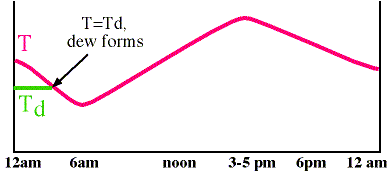 T=Td,
dew forms
T
Td
12am 6am noon 3-5 pm 6pm 12 am